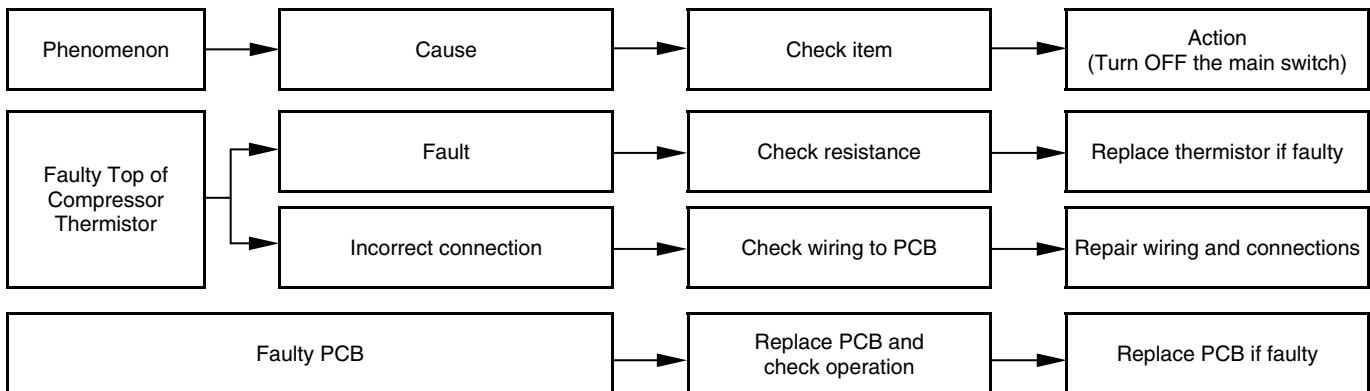 Phenomenon
Cause
Check item
Action
(Turn OFF the main switch)
Faulty Top of
Compressor
Thermistor
Fault
Check resistance
Replace thermistor if faulty
Incorrect connection
Check wiring to PCB
Repair wiring and connections
Faulty PCB
Replace PCB and
check operation
Replace PCB if faulty